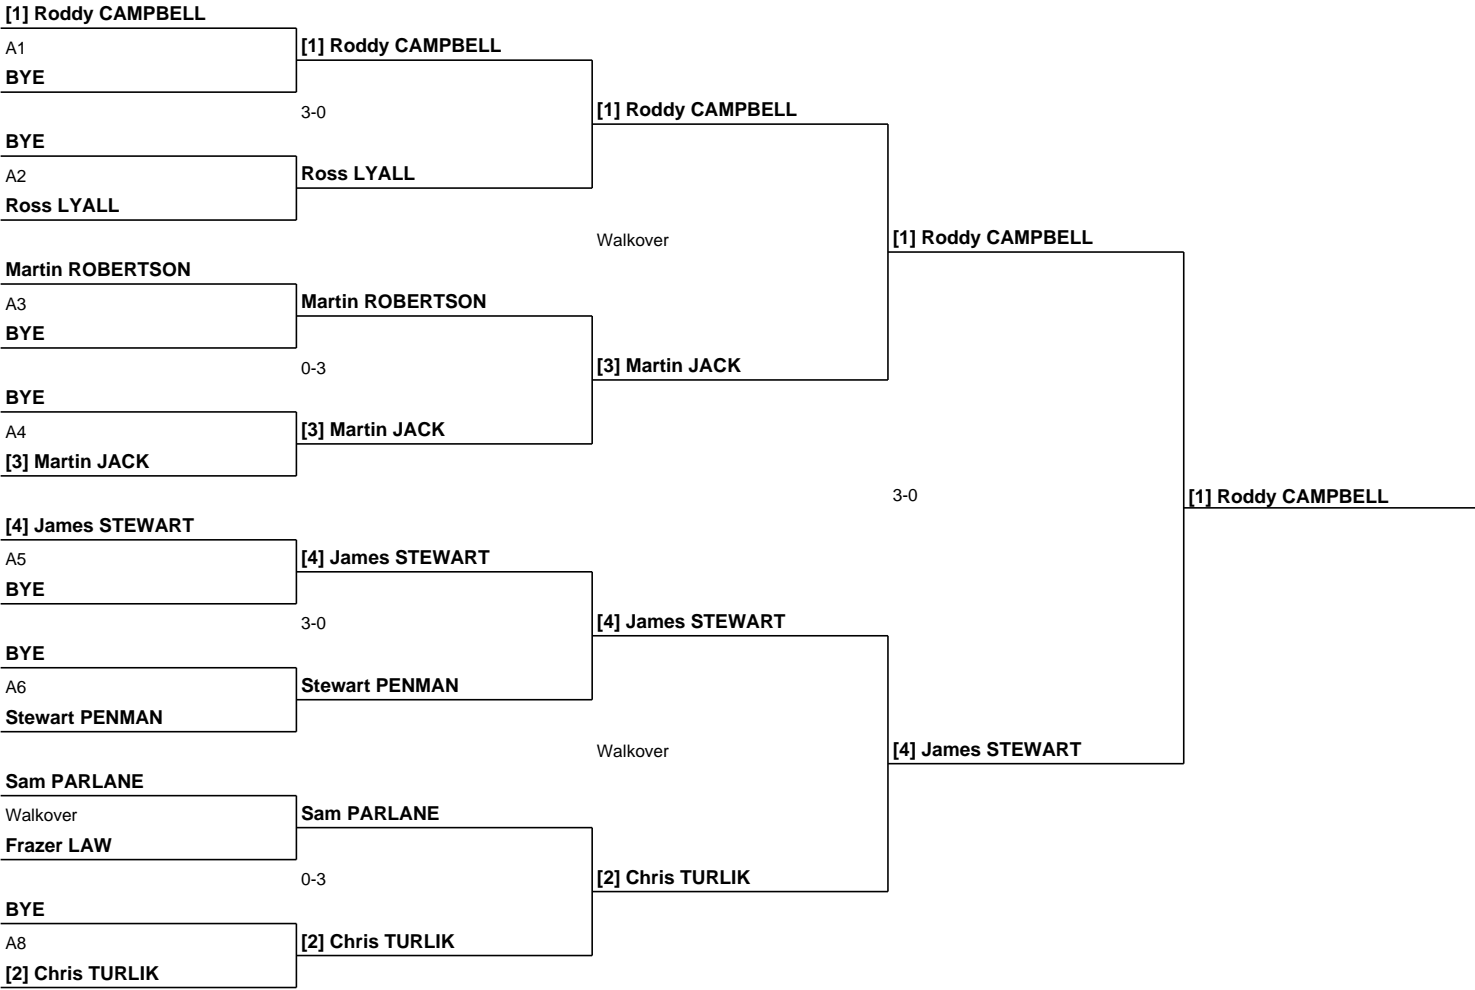 [1] Roddy CAMPBELL
A1
BYE
BYE
A2
Ross LYALL
Martin ROBERTSON
A3
BYE
BYE
A4
[3] Martin JACK
[4] James STEWART
A5
BYE
BYE
A6
Stewart PENMAN
Sam PARLANE
Walkover
Frazer LAW
BYE
A8
[2] Chris TURLIK
[1] Roddy CAMPBELL
3-0
Ross LYALL
Martin ROBERTSON
0-3
[3] Martin JACK
[4] James STEWART
3-0
Stewart PENMAN
Sam PARLANE
0-3
[2] Chris TURLIK
[1] Roddy CAMPBELL
Walkover
[3] Martin JACK
[4] James STEWART
Walkover
[2] Chris TURLIK
[1] Roddy CAMPBELL
3-0
[4] James STEWART
[1] Roddy CAMPBELL